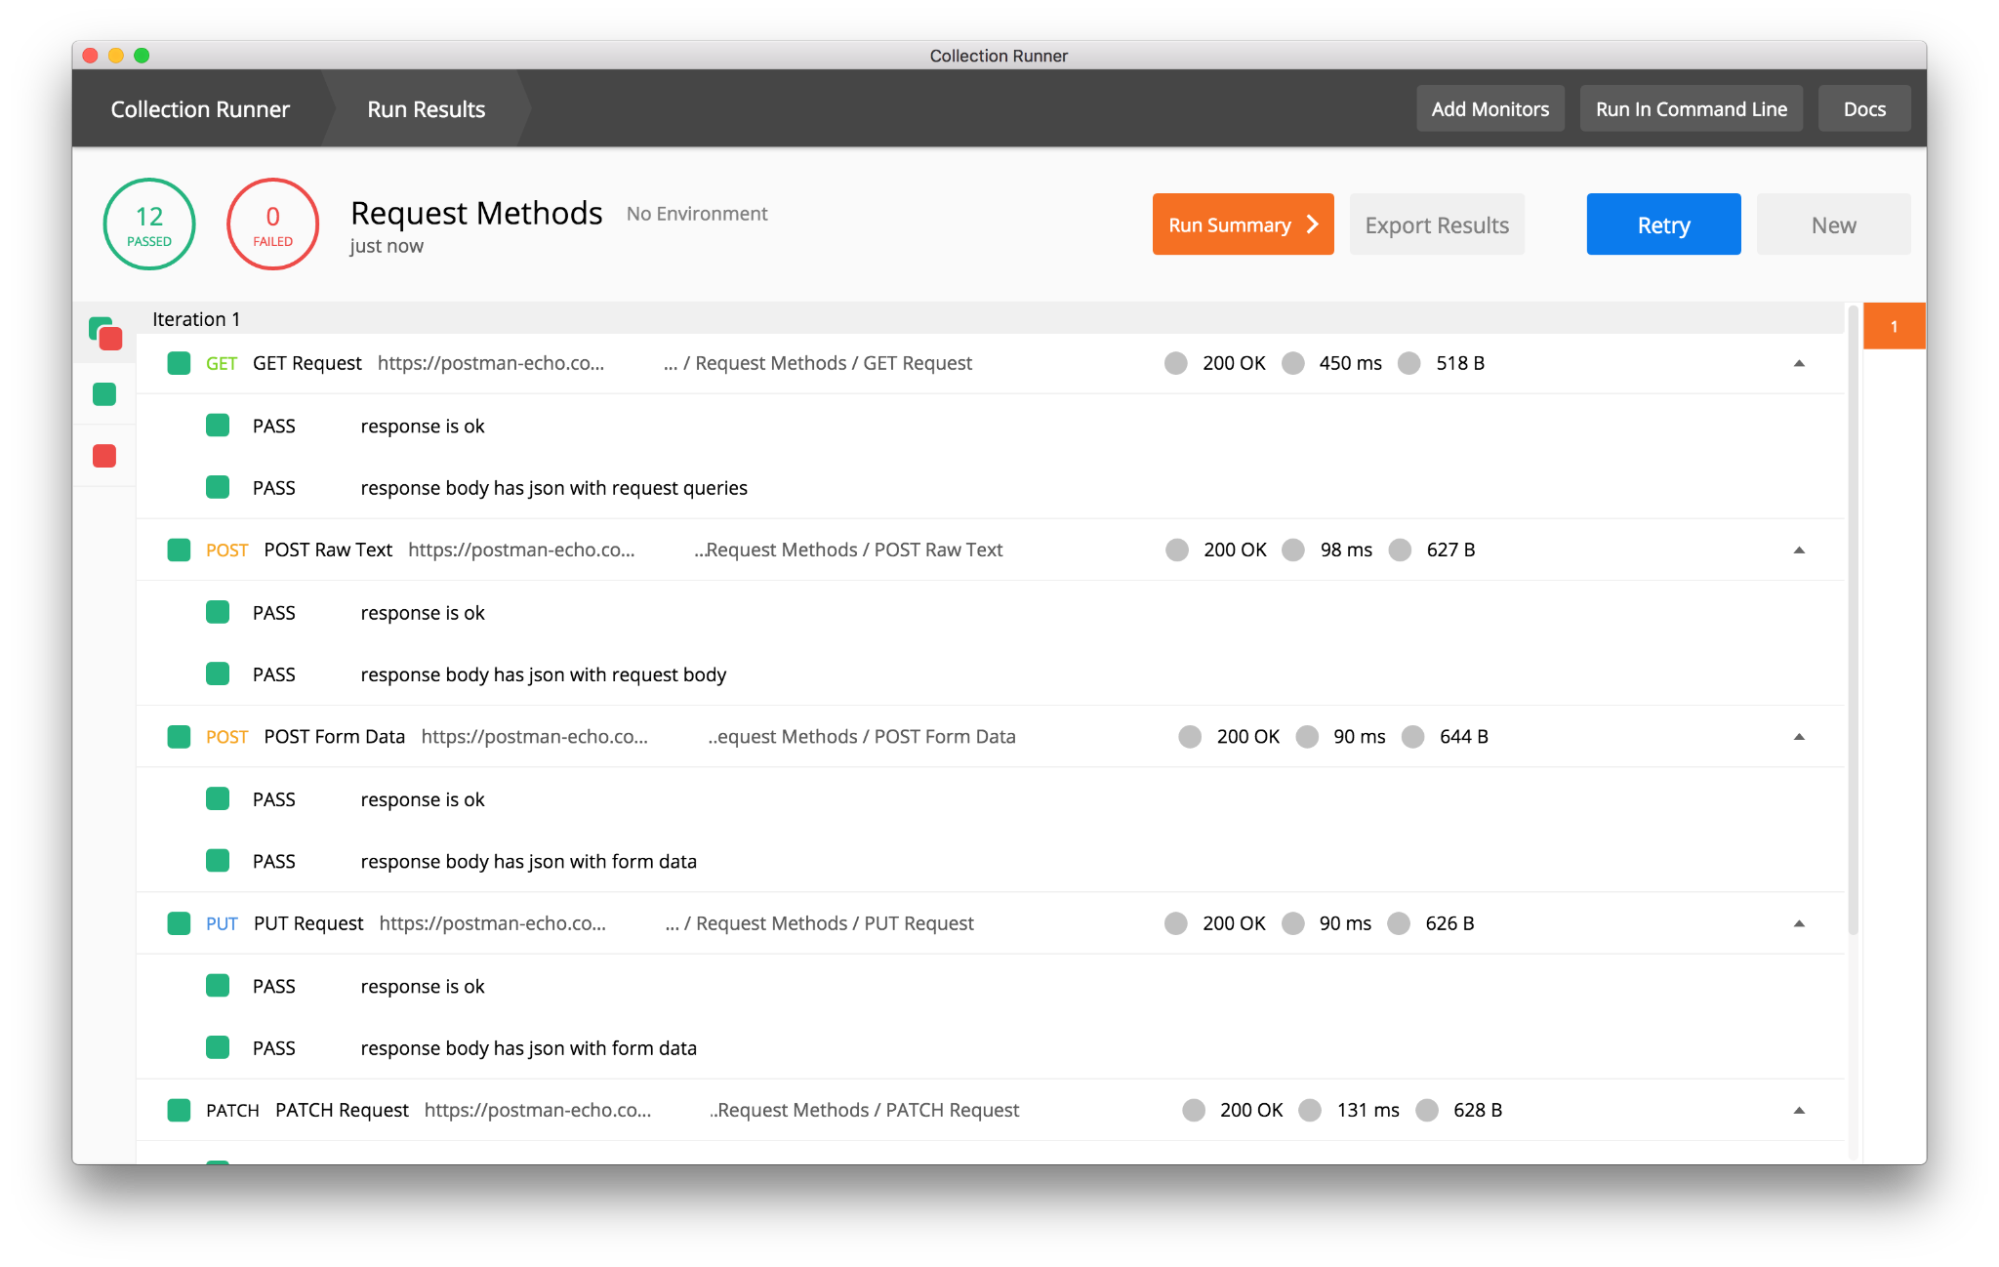 Collection Runner
Collection Runner Run Results Add Monitors Run In Command Line Docs
12 PASSED
0 FAILED
Request Methods No Environment
just now
Run Summary Export Results Retry New
Iteration 1
1
GET GET Request https://postman-echo.co... ... / Request Methods / GET Request 200 OK 450 ms 518 B
PASS response is ok
PASS response body has json with request queries
POST POST Raw Text https://postman-echo.co... ...Request Methods / POST Raw Text 200 OK 98 ms 627 B
PASS response is ok
PASS response body has json with request body
POST POST Form Data https://postman-echo.co... ..equest Methods / POST Form Data 200 OK 90 ms 644 B
PASS response is ok
PASS response body has json with form data
PUT PUT Request https://postman-echo.co... ... / Request Methods / PUT Request 200 OK 90 ms 626 B
PASS response is ok
PASS response body has json with form data
PATCH PATCH Request https://postman-echo.co... ..Request Methods / PATCH Request 200 OK 131 ms 628 B